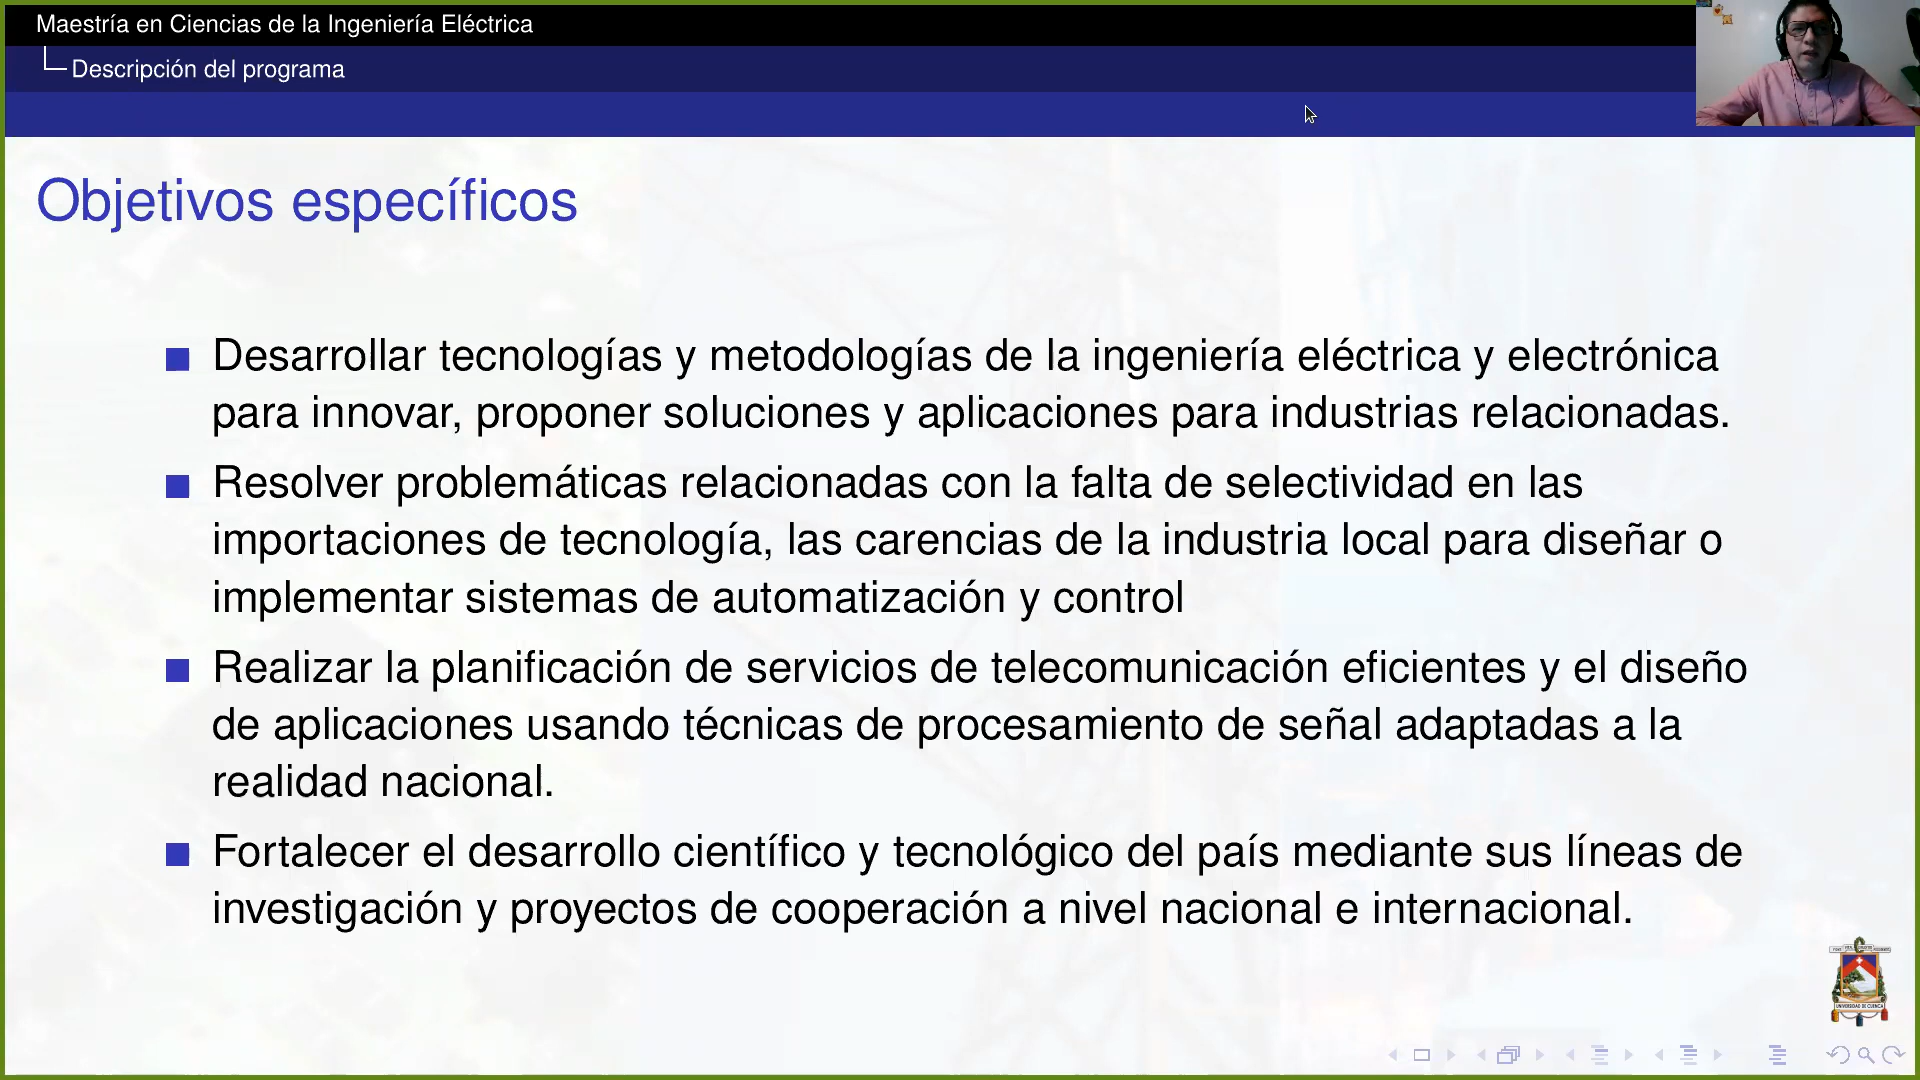 Maestría en Ciencias de la Ingeniería Eléctrica
Descripción del programa
Objetivos específicos
Desarrollar tecnologías y metodologías de la ingeniería eléctrica y electrónica
para innovar, proponer soluciones y aplicaciones para industrias relacionadas.
Resolver problemáticas relacionadas con la falta de selectividad en las
importaciones de tecnología, las carencias de la industria local para diseñar o
implementar sistemas de automatización y control
Realizar la planificación de servicios de telecomunicación eficientes y el diseño
de aplicaciones usando técnicas de procesamiento de señal adaptadas a la
realidad nacional.
Fortalecer el desarrollo científico y tecnológico del país mediante sus líneas de
investigación y proyectos de cooperación a nivel nacional e internacional.
UNIVERSIDAD DE CUENCA